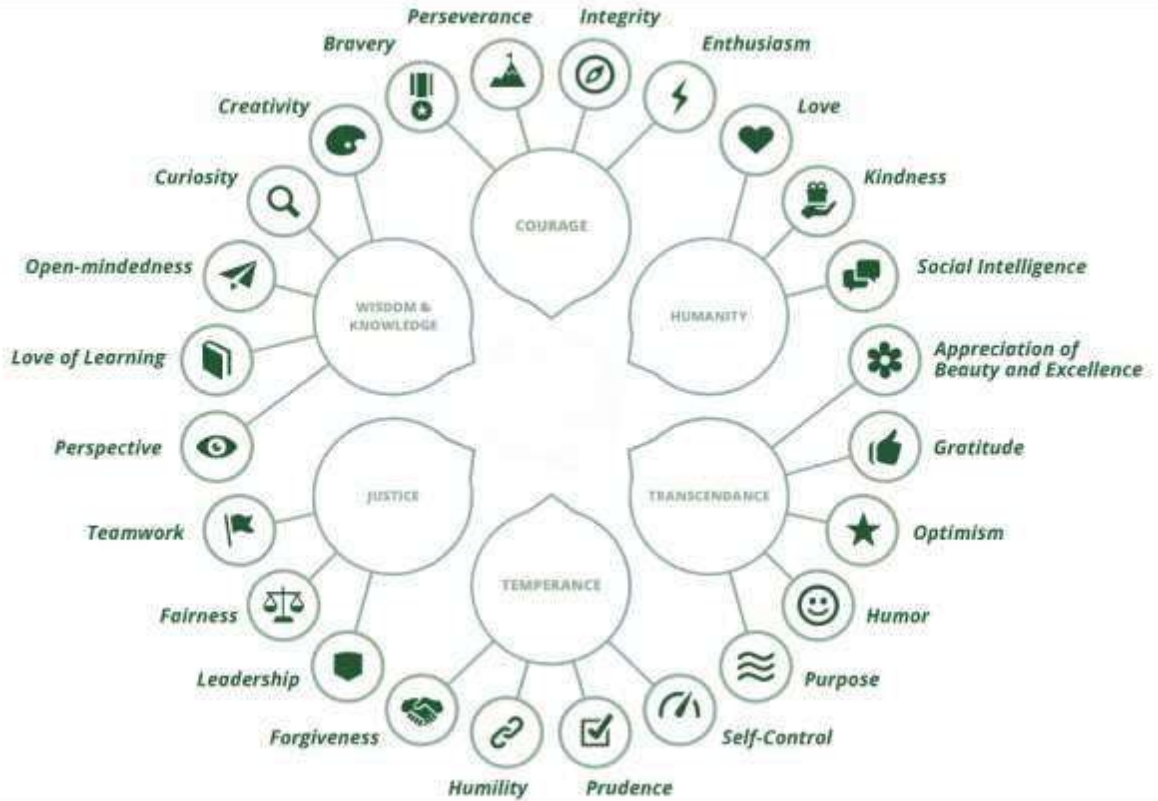 Perseverance
Integrity
Bravery
Enthusiasm
Creativity
Love
Curiosity
Kindness
COURAGE
Open-mindedness
Social Intelligence
WISDOM &
KNOWLEDGE
HUMANITY
Love of Learning
Appreciation of
Beauty and Excellence
Perspective
Gratitude
JUSTICE
TRANSCENDANCE
Teamwork
Optimism
TEMPERANCE
Fairness
Humor
Leadership
Purpose
Forgiveness
Self-Control
Humility
Prudence